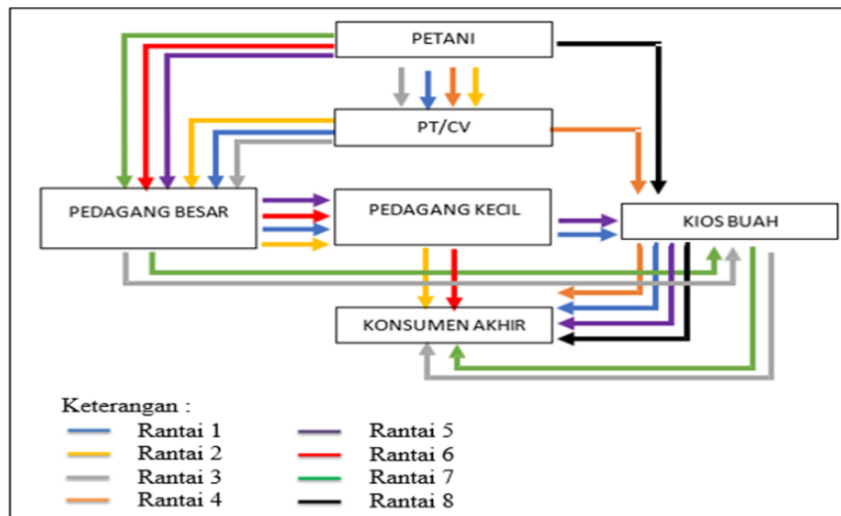 PETANI
PT/CV
PEDAGANG BESAR
PEDAGANG KECIL
KIOS BUAH
KONSUMEN AKHIR
Keterangan :
Rantai 1
Rantai 5
Rantai 2
Rantai 6
Rantai 3
Rantai 7
Rantai 4
Rantai 8